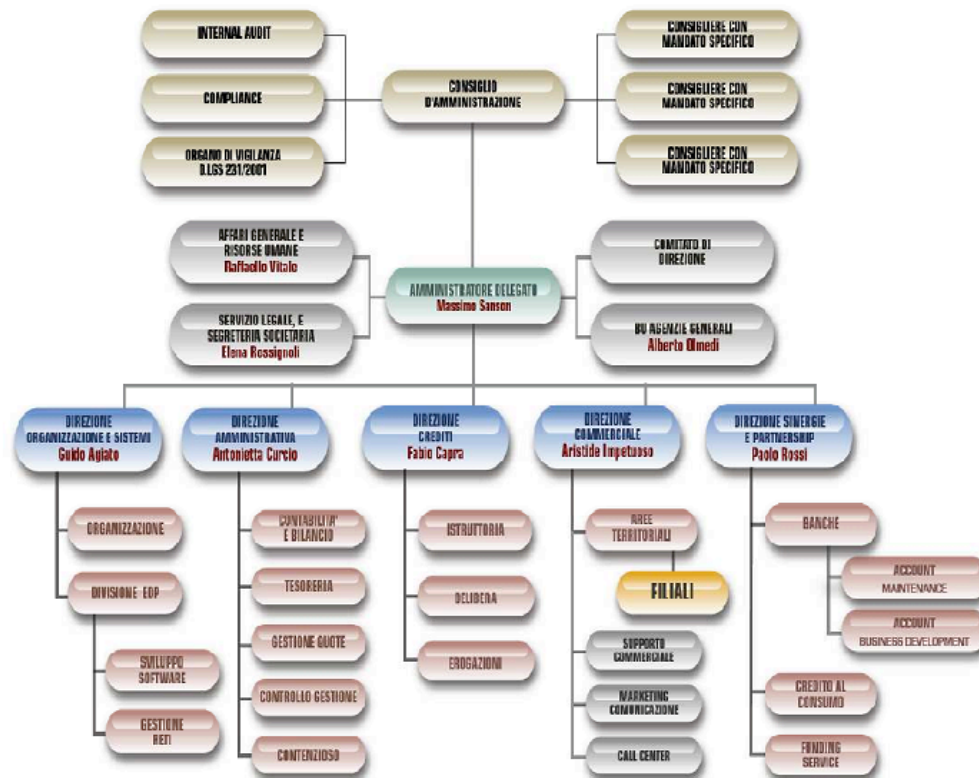 INTERNAL AUDIT
CONSIGLIERE CON
MANDATO SPECIFICO
COMPLIANCE
CONSIGLIO
D'AMMINISTRAZIONE
CONSIGLIERE CON
MANDATO SPECIFICO
ORGANO DI VIGILANZA
D.LGS 231/2001
CONSIGLIERE CON
MANDATO SPECIFICO
AFFARI GENERALI E
RISORSE UMANE
Raffaello Vitale
COMITATO DI
DIREZIONE
AMMINISTRATORE DELEGATO
Massimo Sanson
SERVIZIO LEGALE, E
SEGRETERIA SOCIETARIA
Elena Rossignoli
BU AGENZIE GENERALI
Alberto Olmedi
DIREZIONE
ORGANIZZAZIONE E SISTEMI
Guido Agiato
DIREZIONE
AMMINISTRATIVA
Antonietta Curcio
DIREZIONE
CREDITI
Fabio Capra
DIREZIONE
COMMERCIALE
Aristide Impetuoso
DIREZIONE SINERGIE
E PARTNERSHIP
Paolo Rossi
ORGANIZZAZIONE
DIVISIONE EDP
SVILUPPO
SOFTWARE
GESTIONE
RETI
CONTABILITA'
E BILANCIO
TESORERIA
GESTIONE QUOTE
CONTROLLO GESTIONE
CONTENZIOSO
ISTRUTTORIA
DELIBERA
EROGAZIONI
AREE
TERRITORIALI
FILIALI
SUPPORTO
COMMERCIALE
MARKETING
COMUNICAZIONE
CALL CENTER
BANCHE
ACCOUNT
MAINTENANCE
ACCOUNT
BUSINESS DEVELOPMENT
CREDITO AL
CONSUMO
FUNDING
SERVICE